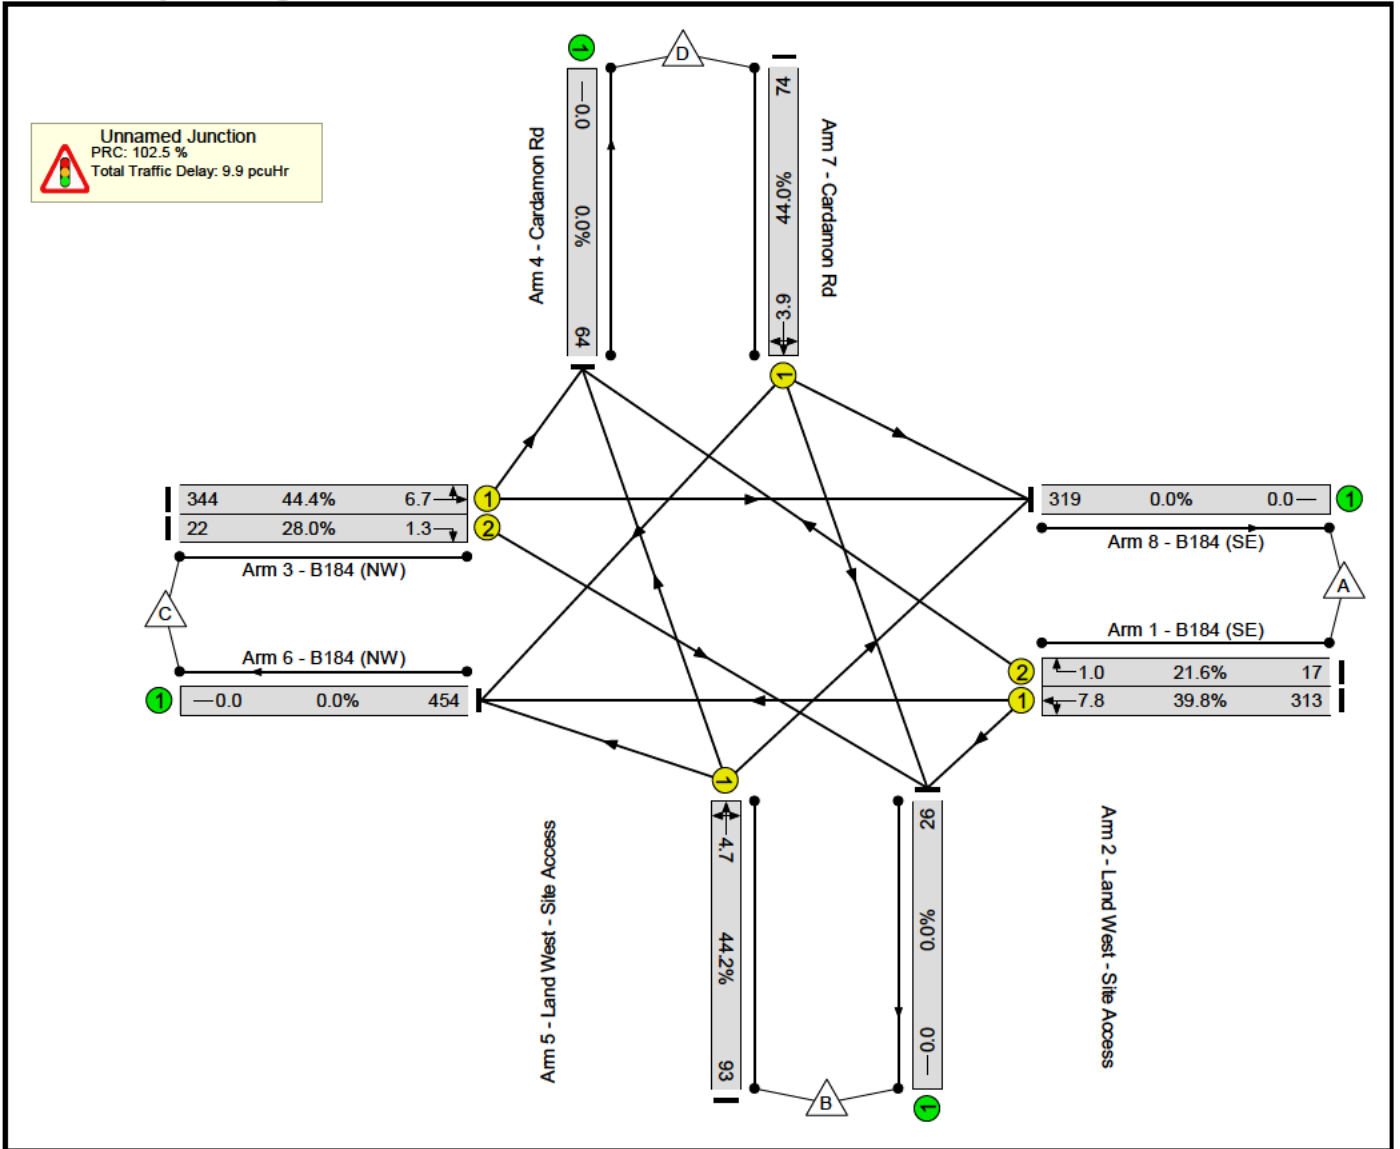 Unnamed Junction
PRC: 102.5 %
Total Traffic Delay: 9.9 pcuHr
1
D
0.0
0.0%
64
Arm 4 - Cardamon Rd
74
44.0%
3.9
Arm 7 - Cardamon Rd
1
344 44.4% 6.7 1
22 28.0% 1.3 2
Arm 3 - B184 (NW)
C
Arm 6 - B184 (NW)
1 0.0 0.0% 454
319 0.0% 0.0 1
Arm 8 - B184 (SE)
A
Arm 1 - B184 (SE)
2 1.0 21.6% 17
1 7.8 39.8% 313
1
4.7
44.2%
93
Arm 5 - Land West - Site Access
26
0.0%
0.0
Arm 2 - Land West - Site Access
B
1